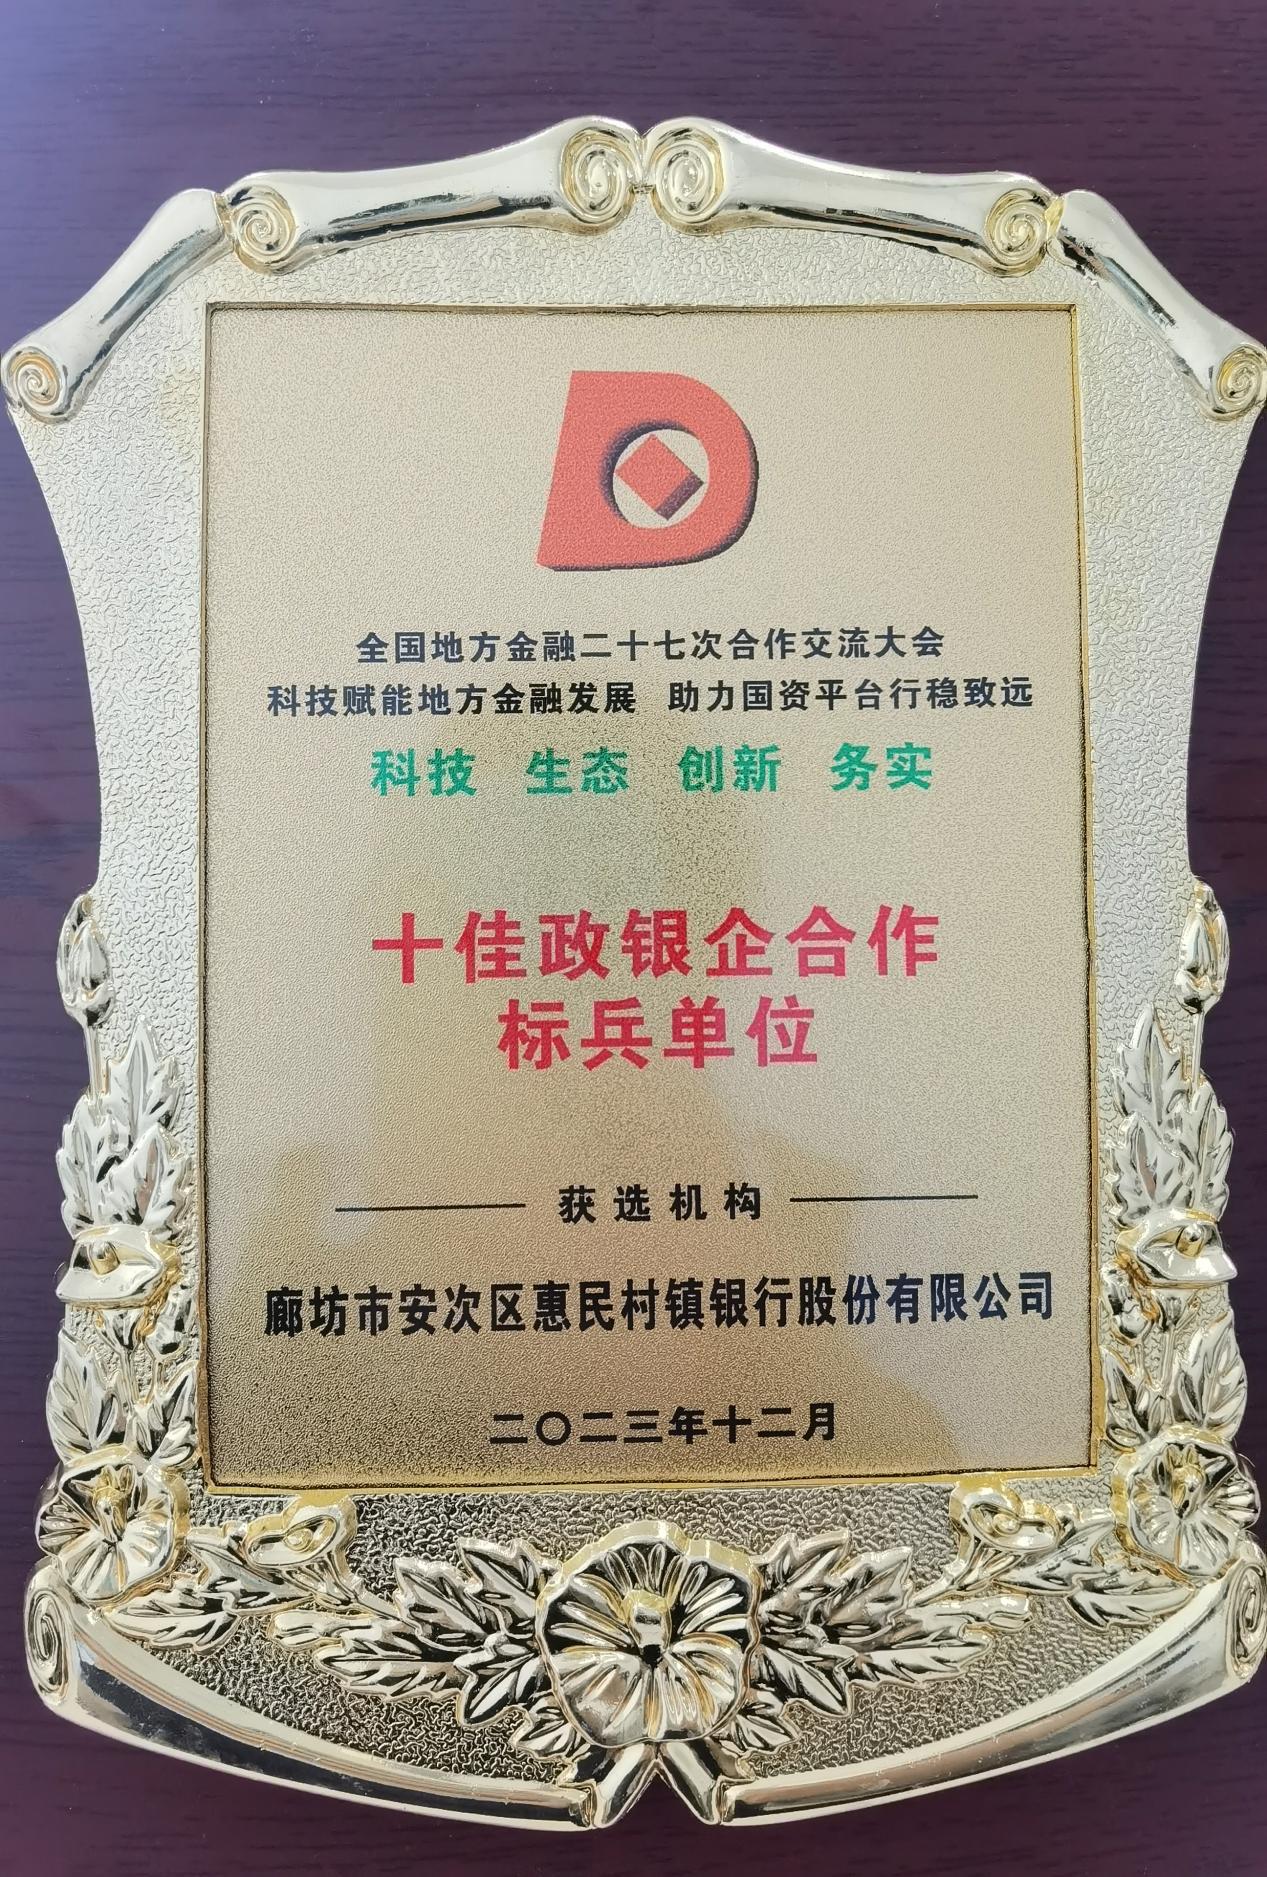 全国地方金融二十七次合作交流大会
科技赋能地方金融发展 助力国资平台行稳致远
科技 生态 创新 务实
十佳政银企合作
标兵单位
获选机构
廊坊市安次区惠民村镇银行股份有限公司
二〇二三年十二月